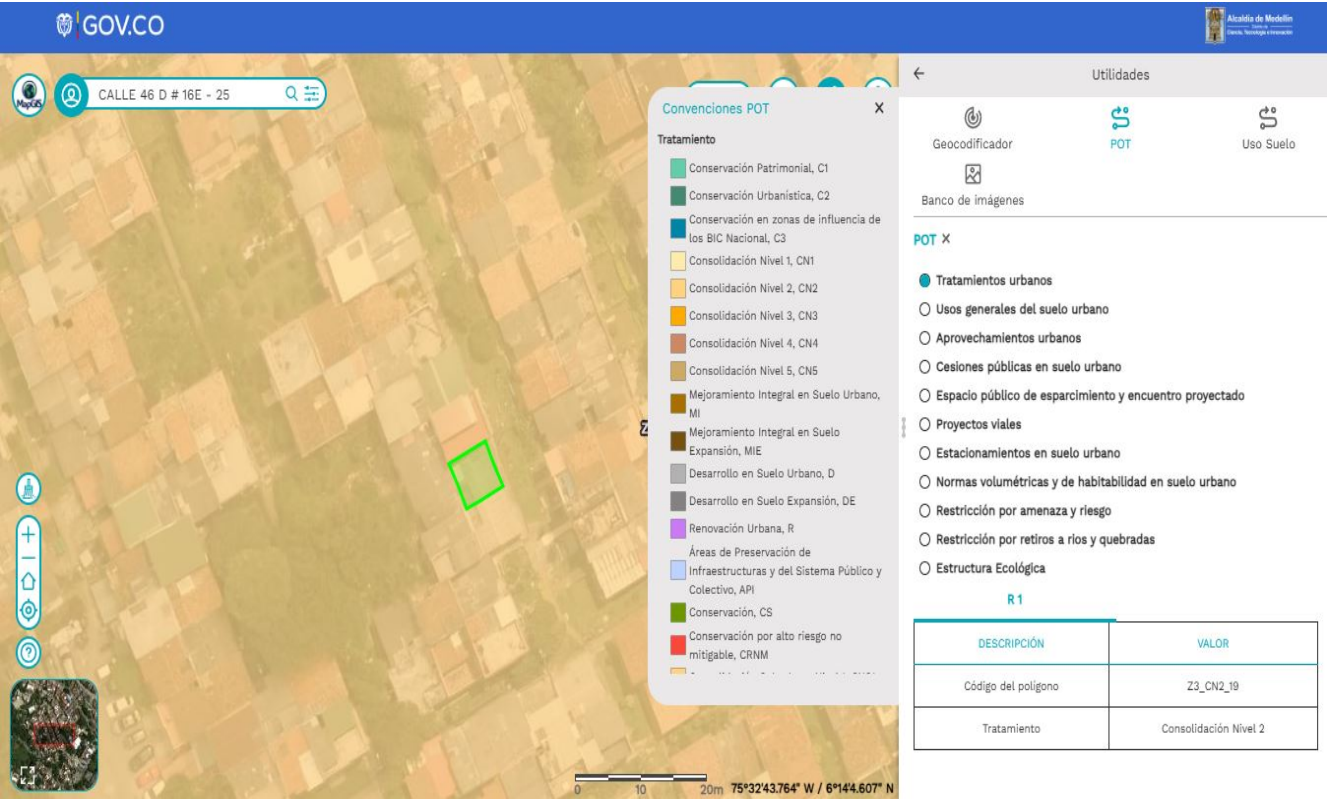 GOV.CO
Alcaldía de Medellín
Ciencia, Tecnología e Innovación
MapGIS
CALLE 46 D # 16E - 25
Convenciones POT
X
Tratamiento
Conservación Patrimonial, C1
Conservación Urbanística, C2
Conservación en zonas de influencia de
los BIC Nacional, C3
Consolidación Nivel 1, CN1
Consolidación Nivel 2, CN2
Consolidación Nivel 3, CN3
Consolidación Nivel 4, CN4
Consolidación Nivel 5, CN5
Mejoramiento Integral en Suelo Urbano,
MI
Mejoramiento Integral en Suelo
Expansión, MIE
Desarrollo en Suelo Urbano, D
Desarrollo en Suelo Expansión, DE
Renovación Urbana, R
Áreas de Preservación de
Infraestructuras y del Sistema Público y
Colectivo, API
Conservación, CS
Conservación por alto riesgo no
mitigable, CRNM
0 10 20m
75°32'43.764" W / 6°14'4.607" N
Utilidades
Geocodificador
POT
Uso Suelo
Banco de imágenes
POT X
Tratamientos urbanos
Usos generales del suelo urbano
Aprovechamientos urbanos
Cesiones públicas en suelo urbano
Espacio público de esparcimiento y encuentro proyectado
Proyectos viales
Estacionamientos en suelo urbano
Normas volumétricas y de habitabilidad en suelo urbano
Restricción por amenaza y riesgo
Restricción por retiros a rios y quebradas
Estructura Ecológica
R 1
DESCRIPCIÓN VALOR
Código del polígono Z3_CN2_19
Tratamiento Consolidación Nivel 2